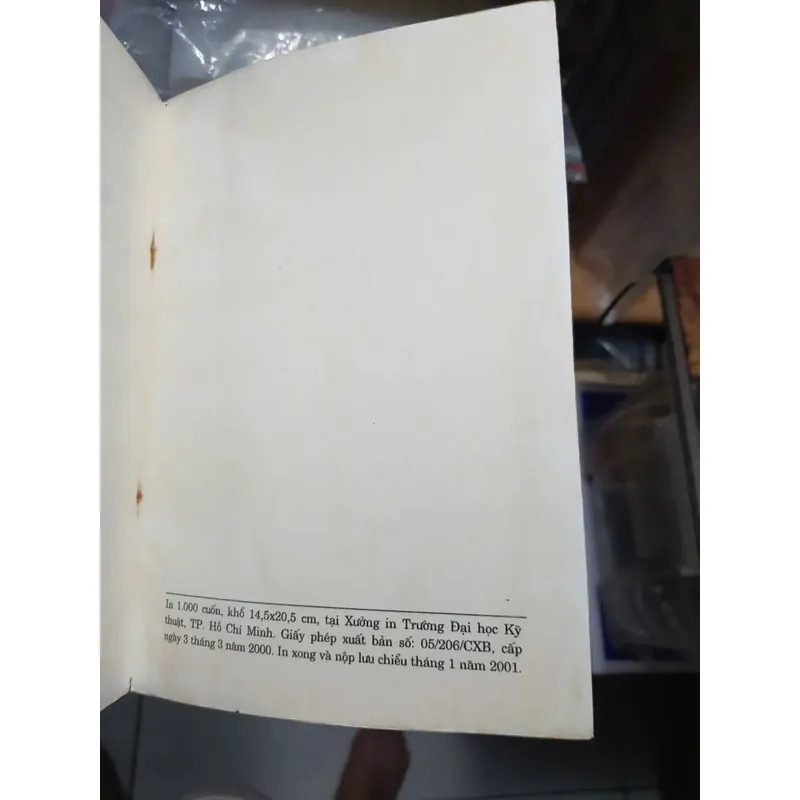 In 1.000 cuốn, khổ 14,5x20,5 cm, tại Xưởng in Trường Đại học Kỹ
thuật, TP. Hồ Chí Minh. Giấy phép xuất bản số: 05/206/CXB, cấp
ngày 3 tháng 3 năm 2000. In xong và nộp lưu chiểu tháng 1 năm 2001.